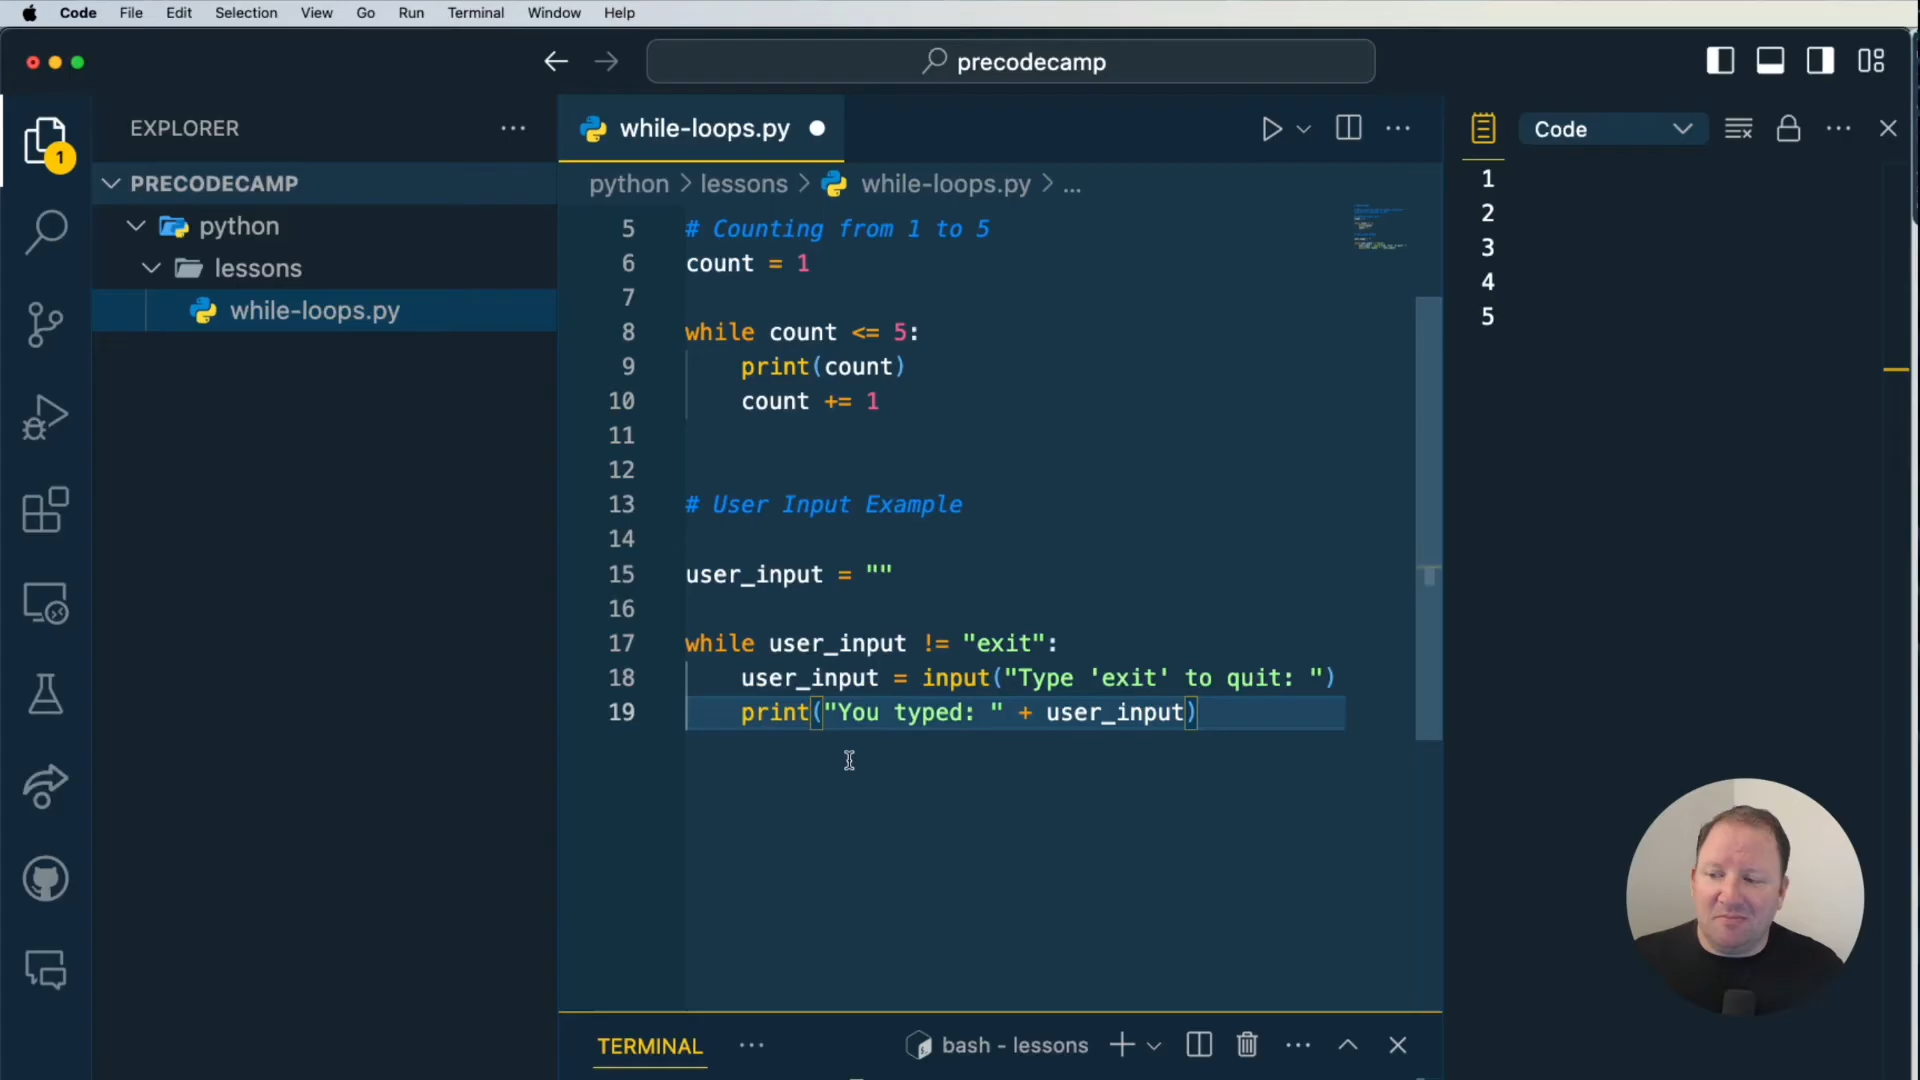 Code File Edit Selection View Go Run Terminal Window Help
precodecamp
EXPLORER
1
PRECODECAMP
python
lessons
while-loops.py
while-loops.py
python > lessons > while-loops.py > ...
5 # Counting from 1 to 5
6 count = 1
7
8 while count <= 5:
9     print(count)
10     count += 1
11
12
13 # User Input Example
14
15 user_input = ""
16
17 while user_input != "exit":
18     user_input = input("Type 'exit' to quit: ")
19     print("You typed: " + user_input)
Code
1
2
3
4
5
TERMINAL
bash - lessons